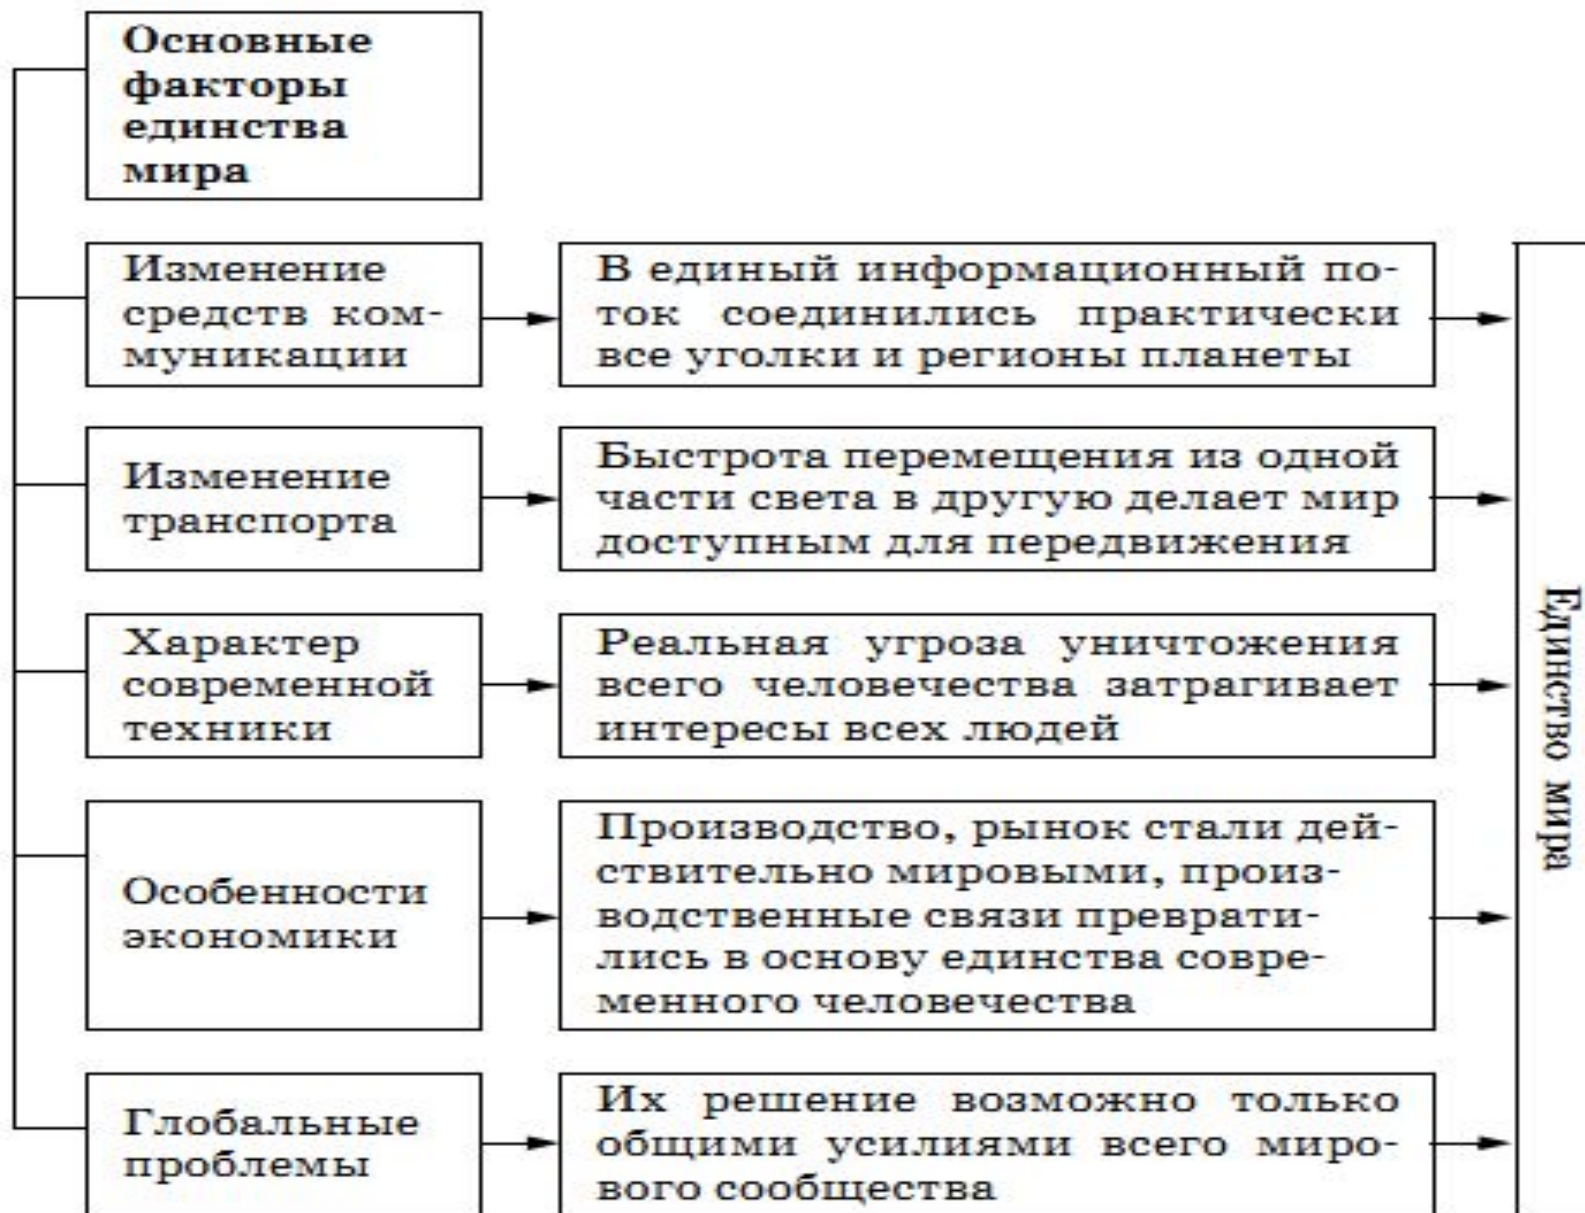 Основные
факторы
единства
мира
Изменение
средств ком-
муникации
В единый информационный по-
ток соединились практически
все уголки и регионы планеты
Изменение
транспорта
Быстрота перемещения из одной
части света в другую делает мир
доступным для передвижения
Характер
современной
техники
Реальная угроза уничтожения
всего человечества затрагивает
интересы всех людей
Особенности
экономики
Производство, рынок стали дей-
ствительно мировыми, произ-
водственные связи преврати-
лись в основу единства совре-
менного человечества
Глобальные
проблемы
Их решение возможно только
общими усилиями всего миро-
вого сообщества
Единство мира